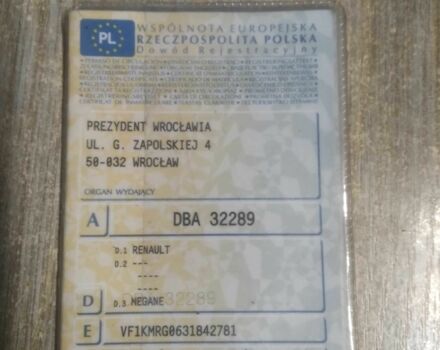 PL
WSPÓLNOTA EUROPEJSKA
RZECZPOSPOLITA POLSKA
Dowód Rejestracyjny
PREZYDENT WROCŁAWIA
UL. G. ZAPOLSKIEJ 4
50-032 WROCŁAW
ORGAN WYDAJĄCY
A DBA 32289
D.1 RENAULT
D.2 ---
----
----
D D.3 MEGANE 32289
E VF1KMRG0631842781